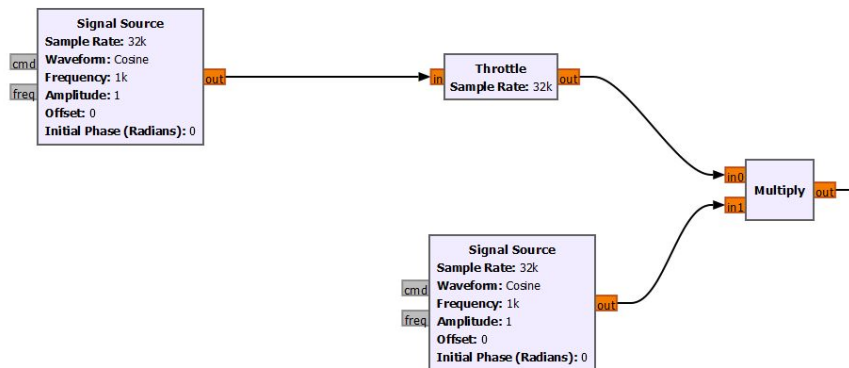 Signal Source
Sample Rate: 32k
cmd
Waveform: Cosine
Frequency: 1k
out
freq
Amplitude: 1
Offset: 0
Initial Phase (Radians): 0
in
Throttle
Sample Rate: 32k
out
in0
in1
Multiply
out
Signal Source
Sample Rate: 32k
cmd
Waveform: Cosine
Frequency: 1k
out
freq
Amplitude: 1
Offset: 0
Initial Phase (Radians): 0